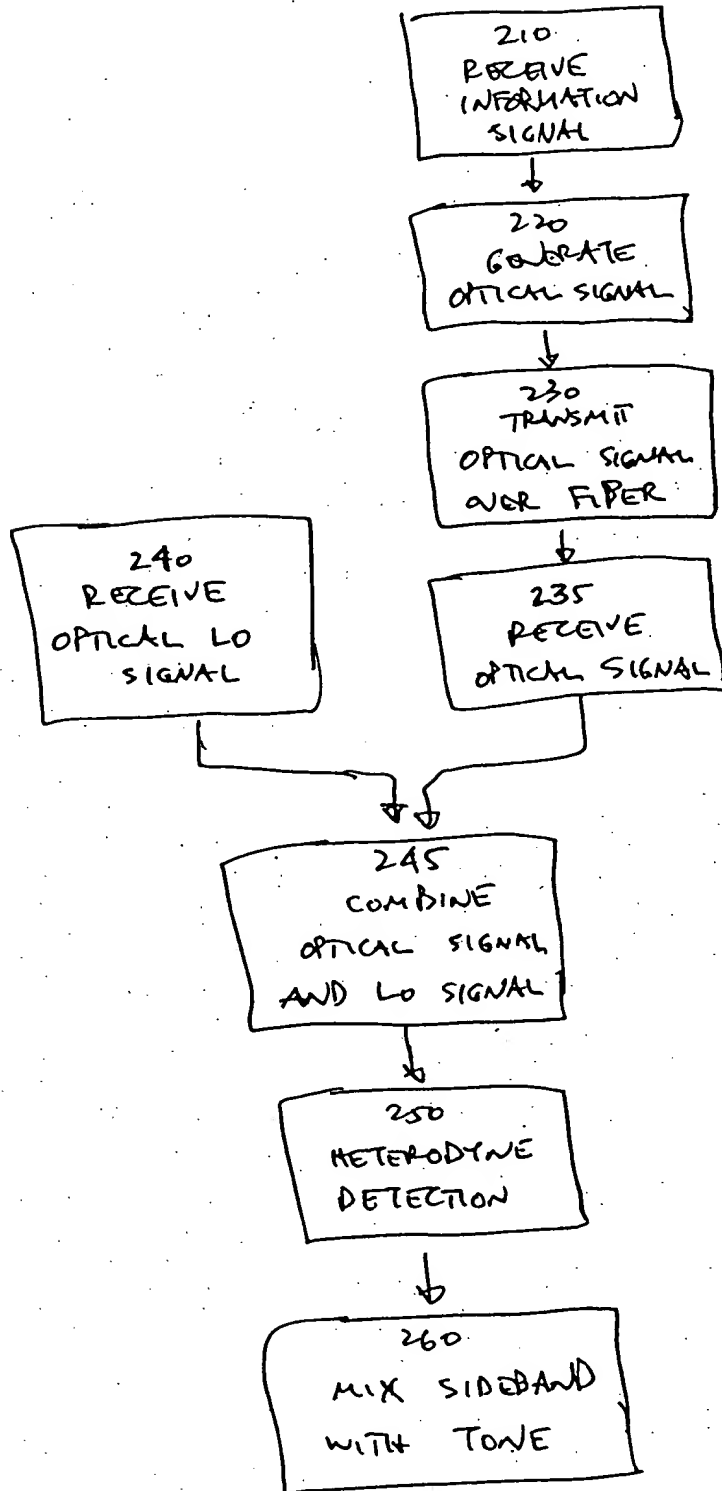 210
RECEIVE
INFORMATION
SIGNAL
220
GENERATE
OPTICAL SIGNAL
230
TRANSMIT
OPTICAL SIGNAL
OVER FIBER
240
RECEIVE
OPTICAL LO
SIGNAL
235
RECEIVE
OPTICAL SIGNAL
245
COMBINE
OPTICAL SIGNAL
AND LO SIGNAL
250
HETERODYNE
DETECTION
260
MIX SIDEBAND
WITH TONE